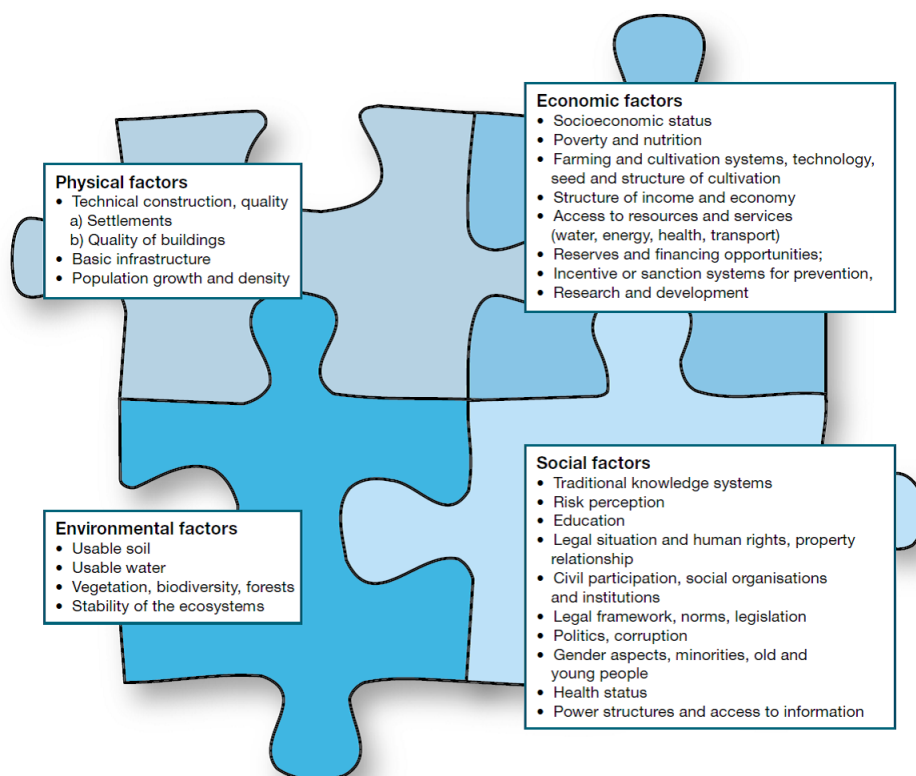 Physical factors
• Technical construction, quality
a) Settlements
b) Quality of buildings
• Basic infrastructure
• Population growth and density
Economic factors
• Socioeconomic status
• Poverty and nutrition
• Farming and cultivation systems, technology,
seed and structure of cultivation
• Structure of income and economy
• Access to resources and services
(water, energy, health, transport)
• Reserves and financing opportunities;
• Incentive or sanction systems for prevention,
• Research and development
Environmental factors
• Usable soil
• Usable water
• Vegetation, biodiversity, forests
• Stability of the ecosystems
Social factors
• Traditional knowledge systems
• Risk perception
• Education
• Legal situation and human rights, property
relationship
• Civil participation, social organisations
and institutions
• Legal framework, norms, legislation
• Politics, corruption
• Gender aspects, minorities, old and
young people
• Health status
• Power structures and access to information